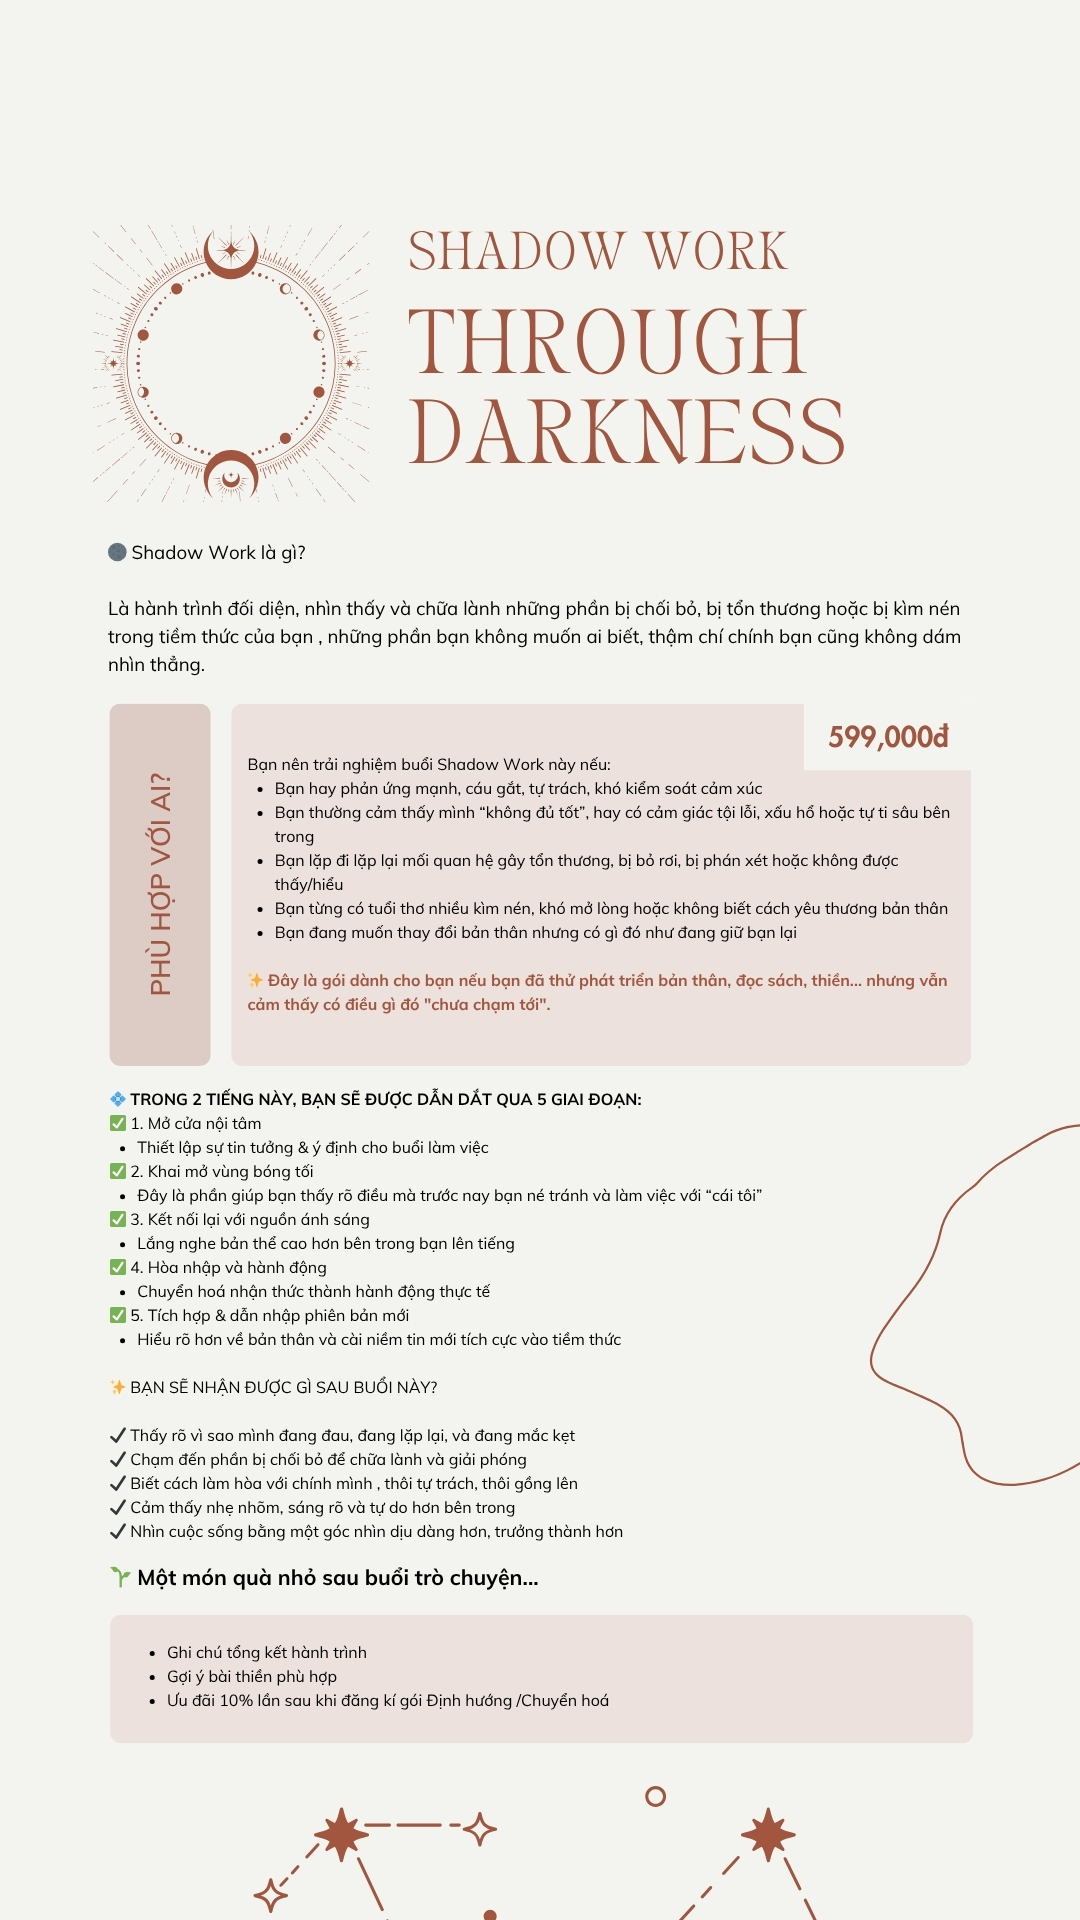 SHADOW WORK
THROUGH
DARKNESS
Shadow Work là gì?
Là hành trình đối diện, nhìn thấy và chữa lành những phần bị chối bỏ, bị tổn thương hoặc bị kìm nén
trong tiềm thức của bạn , những phần bạn không muốn ai biết, thậm chí chính bạn cũng không dám
nhìn thẳng.
PHÙ HỢP VỚI AI?
599,000đ
Bạn nên trải nghiệm buổi Shadow Work này nếu:
• Bạn hay phản ứng mạnh, cáu gắt, tự trách, khó kiểm soát cảm xúc
• Bạn thường cảm thấy mình “không đủ tốt”, hay có cảm giác tội lỗi, xấu hổ hoặc tự ti sâu bên
trong
• Bạn lặp đi lặp lại mối quan hệ gây tổn thương, bị bỏ rơi, bị phán xét hoặc không được
thấy/hiểu
• Bạn từng có tuổi thơ nhiều kìm nén, khó mở lòng hoặc không biết cách yêu thương bản thân
• Bạn đang muốn thay đổi bản thân nhưng có gì đó như đang giữ bạn lại
✨ Đây là gói dành cho bạn nếu bạn đã thử phát triển bản thân, đọc sách, thiền... nhưng vẫn
cảm thấy có điều gì đó "chưa chạm tới".
💠 TRONG 2 TIẾNG NÀY, BẠN SẼ ĐƯỢC DẪN DẮT QUA 5 GIAI ĐOẠN:
✅ 1. Mở cửa nội tâm
• Thiết lập sự tin tưởng & ý định cho buổi làm việc
✅ 2. Khai mở vùng bóng tối
• Đây là phần giúp bạn thấy rõ điều mà trước nay bạn né tránh và làm việc với “cái tôi”
✅ 3. Kết nối lại với nguồn ánh sáng
• Lắng nghe bản thể cao hơn bên trong bạn lên tiếng
✅ 4. Hòa nhập và hành động
• Chuyển hoá nhận thức thành hành động thực tế
✅ 5. Tích hợp & dẫn nhập phiên bản mới
• Hiểu rõ hơn về bản thân và cài niềm tin mới tích cực vào tiềm thức
✨ BẠN SẼ NHẬN ĐƯỢC GÌ SAU BUỔI NÀY?
✔ Thấy rõ vì sao mình đang đau, đang lặp lại, và đang mắc kẹt
✔ Chạm đến phần bị chối bỏ để chữa lành và giải phóng
✔ Biết cách làm hòa với chính mình , thôi tự trách, thôi gồng lên
✔ Cảm thấy nhẹ nhõm, sáng rõ và tự do hơn bên trong
✔ Nhìn cuộc sống bằng một góc nhìn dịu dàng hơn, trưởng thành hơn
🌱 Một món quà nhỏ sau buổi trò chuyện...
• Ghi chú tổng kết hành trình
• Gợi ý bài thiền phù hợp
• Ưu đãi 10% lần sau khi đăng kí gói Định hướng /Chuyển hoá